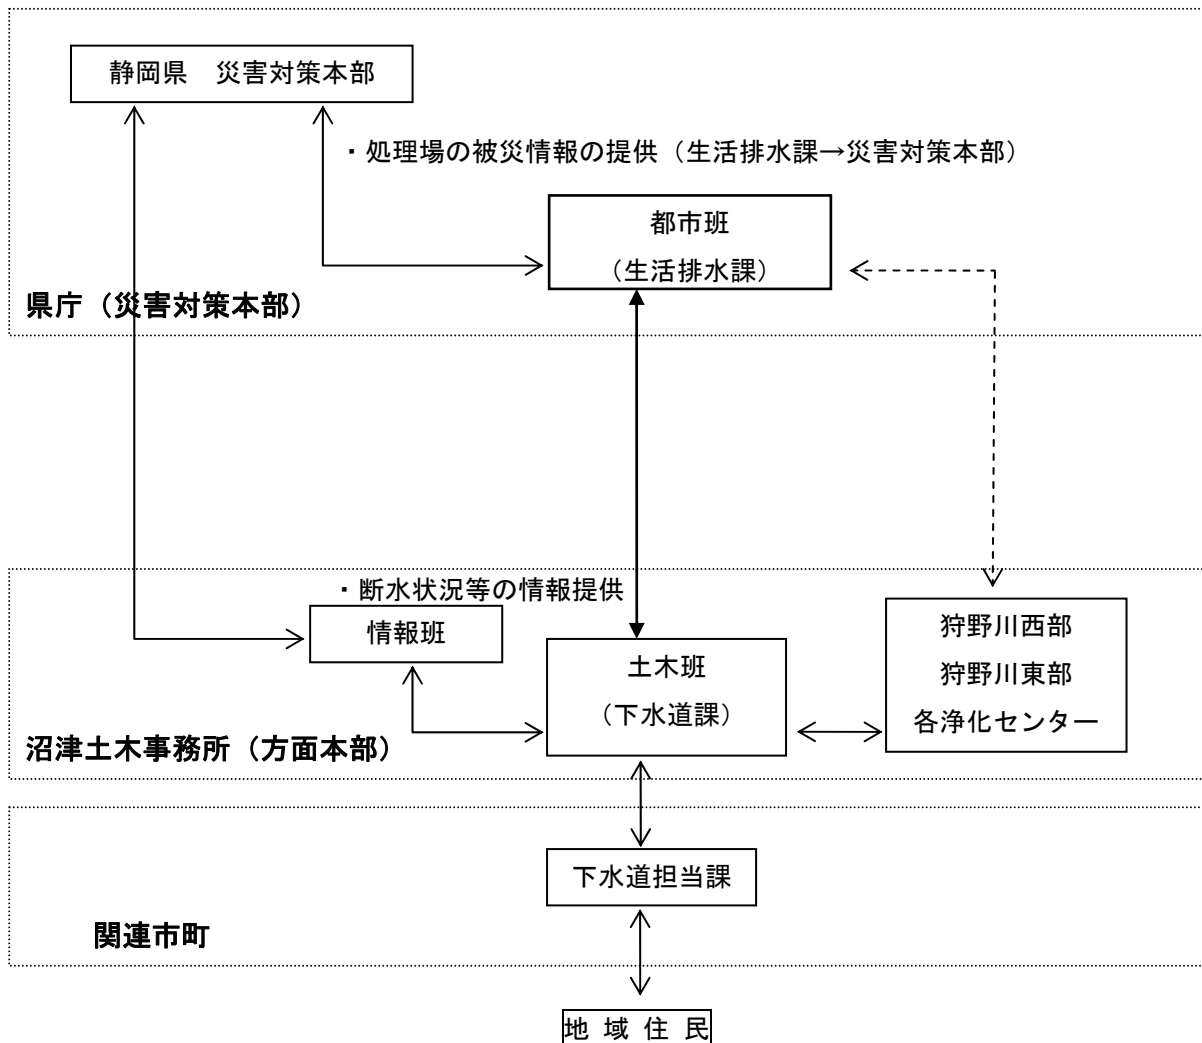 静岡県　災害対策本部
・処理場の被災情報の提供（生活排水課→災害対策本部）
都市班
（生活排水課）
県庁（災害対策本部）
・断水状況等の情報提供
情報班
土木班
（下水道課）
狩野川西部
狩野川東部
各浄化センター
沼津土木事務所（方面本部）
下水道担当課
関連市町
地 域 住 民